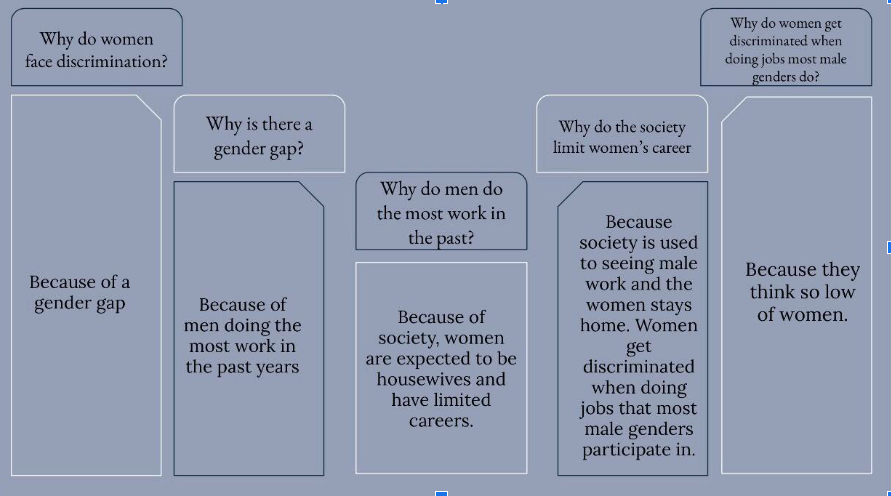 Why do women
face discrimination?
Because of a
gender gap
Why is there a
gender gap?
Because of
men doing the
most work in
the past years
Why do men do
the most work in
the past?
Because of
society, women
are expected to be
housewives and
have limited
careers.
Why do the society
limit women’s career
Because
society is used
to seeing male
work and the
women stays
home. Women
get
discriminated
when doing
jobs that most
male genders
participate in.
Why do women get
discriminated when
doing jobs most male
genders do?
Because they
think so low
of women.